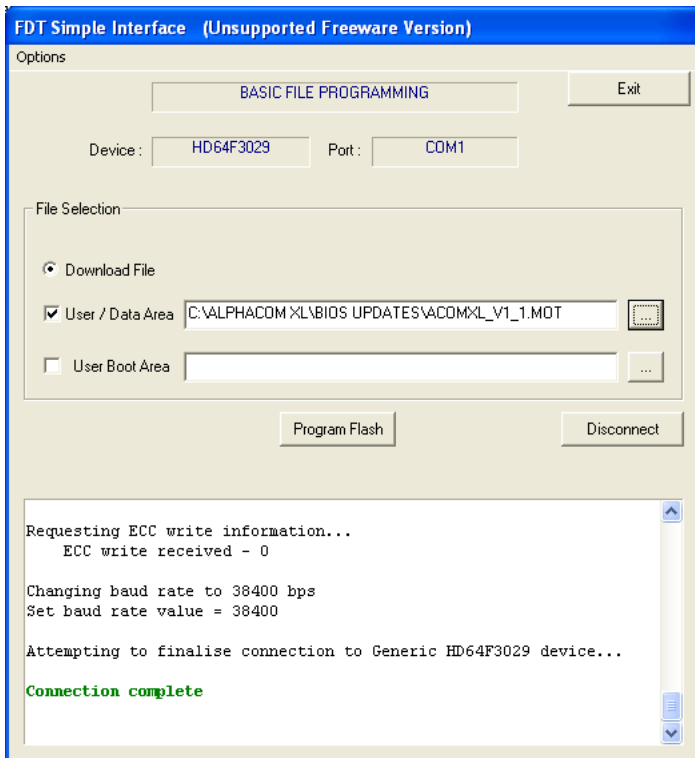 FDT Simple Interface (Unsupported Freeware Version)
Options
BASIC FILE PROGRAMMING
Exit
Device : HD64F3029 Port : COM1
File Selection
Download File
User / Data Area C:\ALPHACOM XL\BIOS UPDATES\ACOMXL_V1_1.MOT ...
User Boot Area ...
Program Flash Disconnect
Requesting ECC write information...
ECC write received - 0
Changing baud rate to 38400 bps
Set baud rate value = 38400
Attempting to finalise connection to Generic HD64F3029 device...
Connection complete